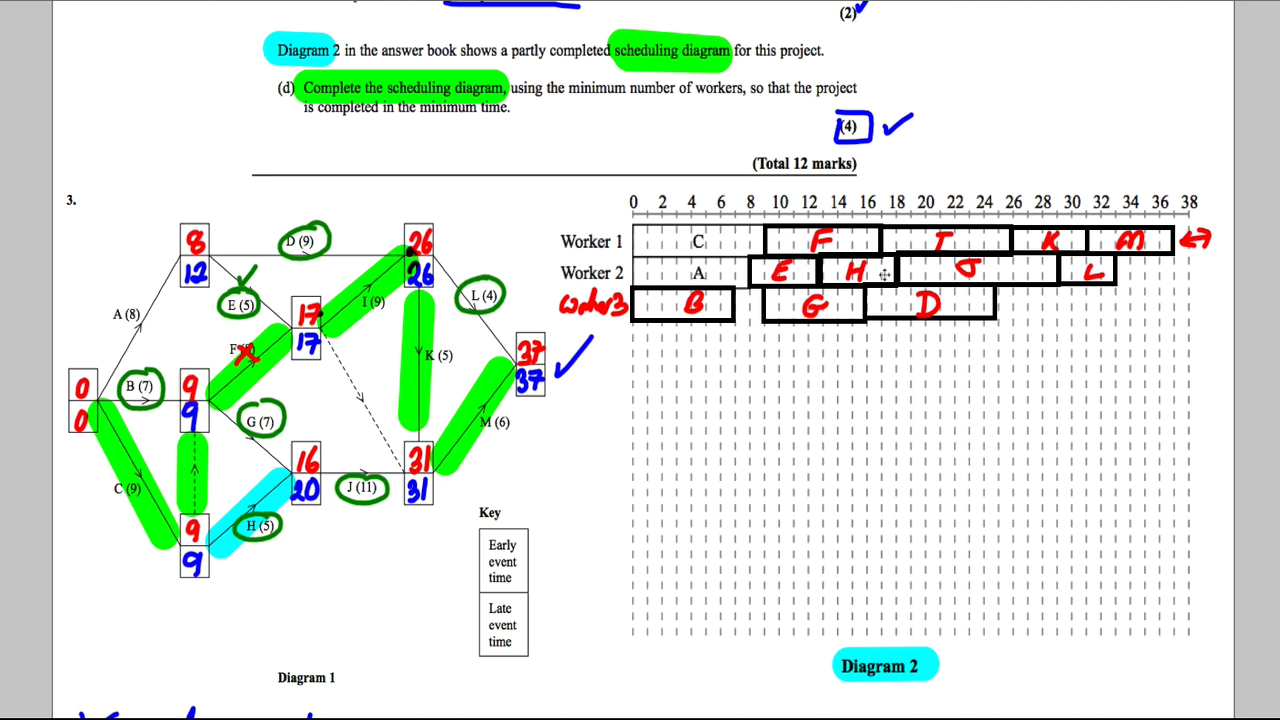 (2)
Diagram 2 in the answer book shows a partly completed scheduling diagram for this project.
(d) Complete the scheduling diagram, using the minimum number of workers, so that the project
is completed in the minimum time.
(4)
(Total 12 marks)
3.
0 2 4 6 8 10 12 14 16 18 20 22 24 26 28 30 32 34 36 38
Worker 1 C F I K M
Worker 2 A E H J L
Worker 3 B G D
8
12
D (9)
26
26
A (8)
E (5)
17
17
I (9)
L (4)
F
K (5)
37
37
0
0
B (7)
9
9
G (7)
M (6)
16
20
J (11)
31
31
C (9)
9
9
H (5)
Key
Early
event
time
Late
event
time
Diagram 1
Diagram 2